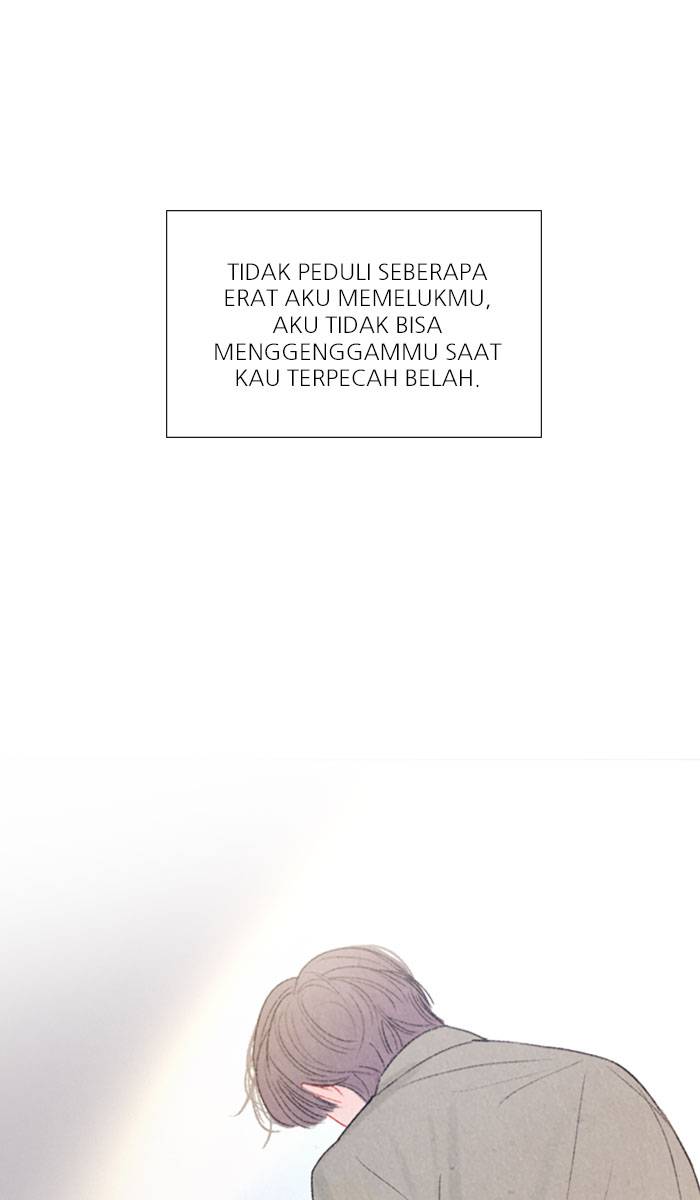 TIDAK PEDULI SEBERAPA
ERAT AKU MEMELUKMU,
AKU TIDAK BISA
MENGGENGGAMMU SAAT
KAU TERPECAH BELAH.